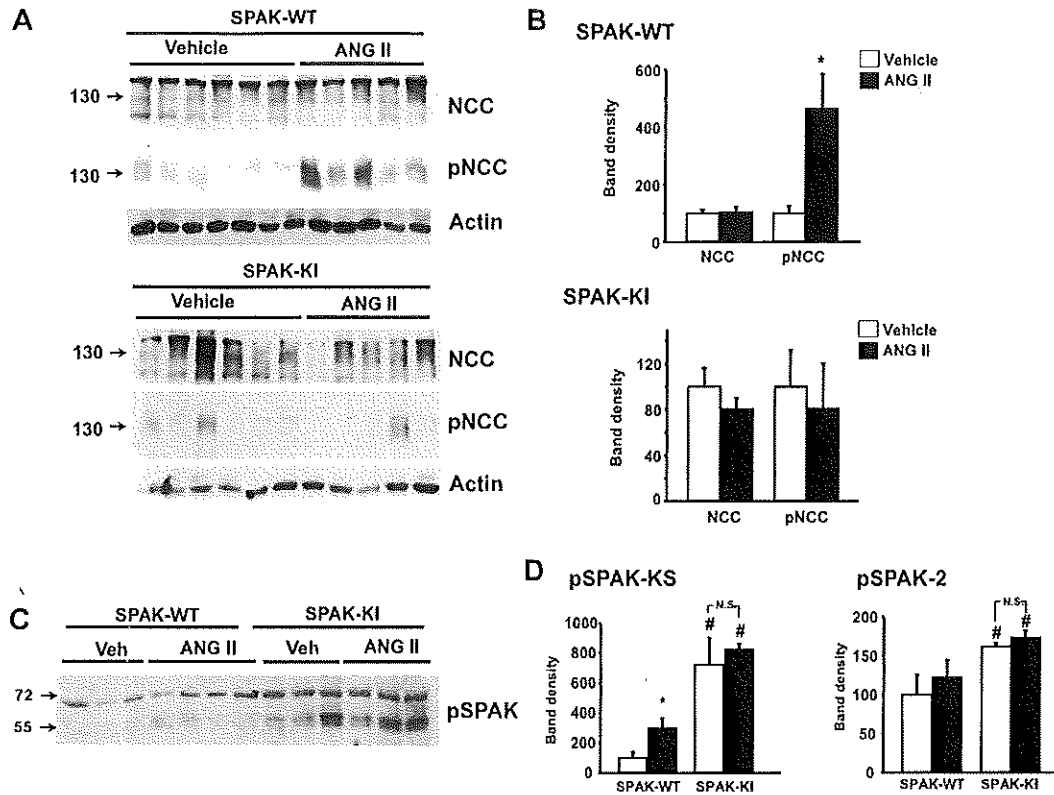 A
SPAK-WT
Vehicle ANG II
130 → NCC
130 → pNCC
Actin
SPAK-KI
Vehicle ANG II
130 → NCC
130 → pNCC
Actin
B
SPAK-WT
Vehicle
ANG II
Band density
600
400
200
100
0
*
NCC pNCC
SPAK-KI
Vehicle
ANG II
Band density
120
80
40
0
NCC pNCC
C
SPAK-WT SPAK-KI
Veh ANG II Veh ANG II
72 →
55 →
pSPAK
D
pSPAK-KS
Band density
1000
800
600
400
200
0
*
N.S
# #
SPAK-WT SPAK-KI
pSPAK-2
Band density
200
150
100
50
0
N.S
# #
SPAK-WT SPAK-KI